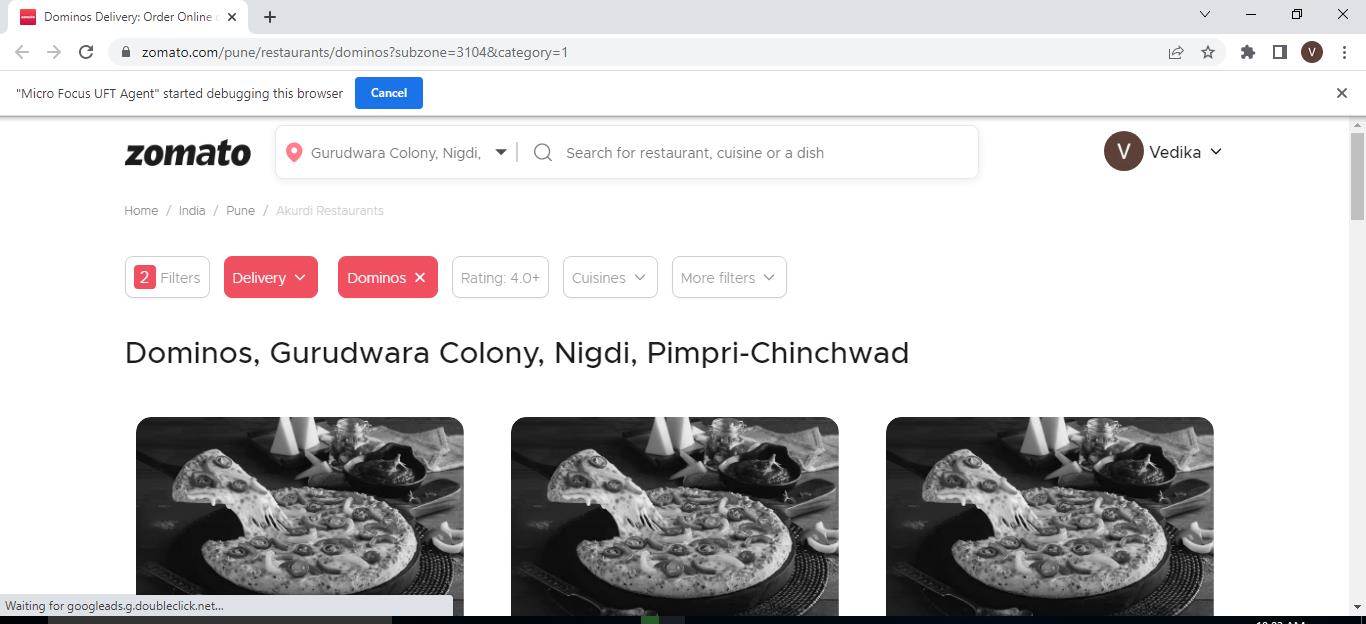 Dominos Delivery: Order Online
zomato.com/pune/restaurants/dominos?subzone=3104&category=1
V
"Micro Focus UFT Agent" started debugging this browser
Cancel
zomato
Gurudwara Colony, Nigdi,
Search for restaurant, cuisine or a dish
V
Vedika
Home / India / Pune / Akurdi Restaurants
2 Filters
Delivery
Dominos
Rating: 4.0+
Cuisines
More filters
Dominos, Gurudwara Colony, Nigdi, Pimpri-Chinchwad
Waiting for googleads.g.doubleclick.net...